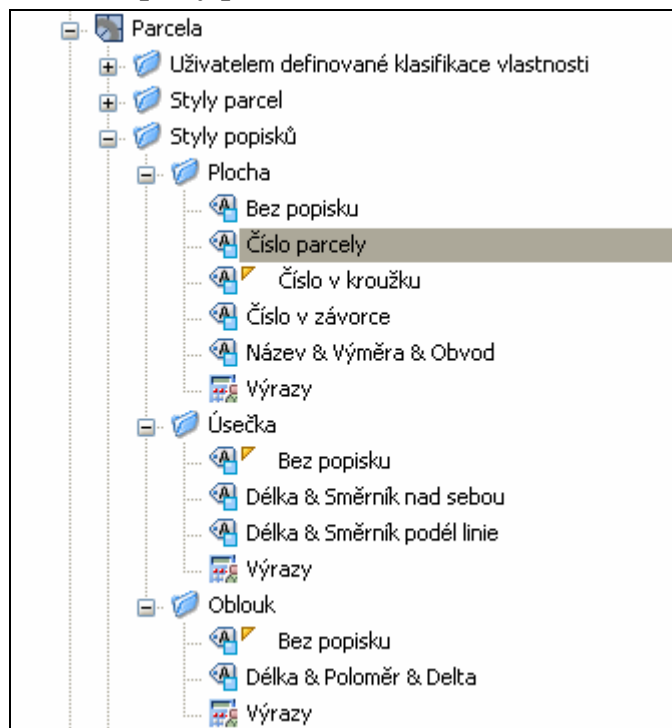 Parcela
Uživatelem definované klasifikace vlastnosti
Styly parcel
Styly popisků
Plocha
Bez popisku
Číslo parcely
Číslo v kroužku
Číslo v závorce
Název & Výměra & Obvod
Výrazy
Úsečka
Bez popisku
Délka & Směrník nad sebou
Délka & Směrník podél linie
Výrazy
Oblouk
Bez popisku
Délka & Poloměr & Delta
Výrazy